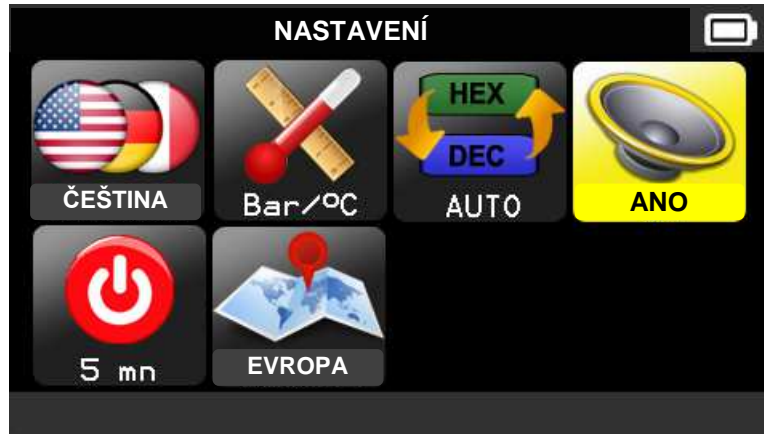 NASTAVENÍ
HEX
DEC
ČEŠTINA
Bar/ºC
AUTO
ANO
5 mn
EVROPA